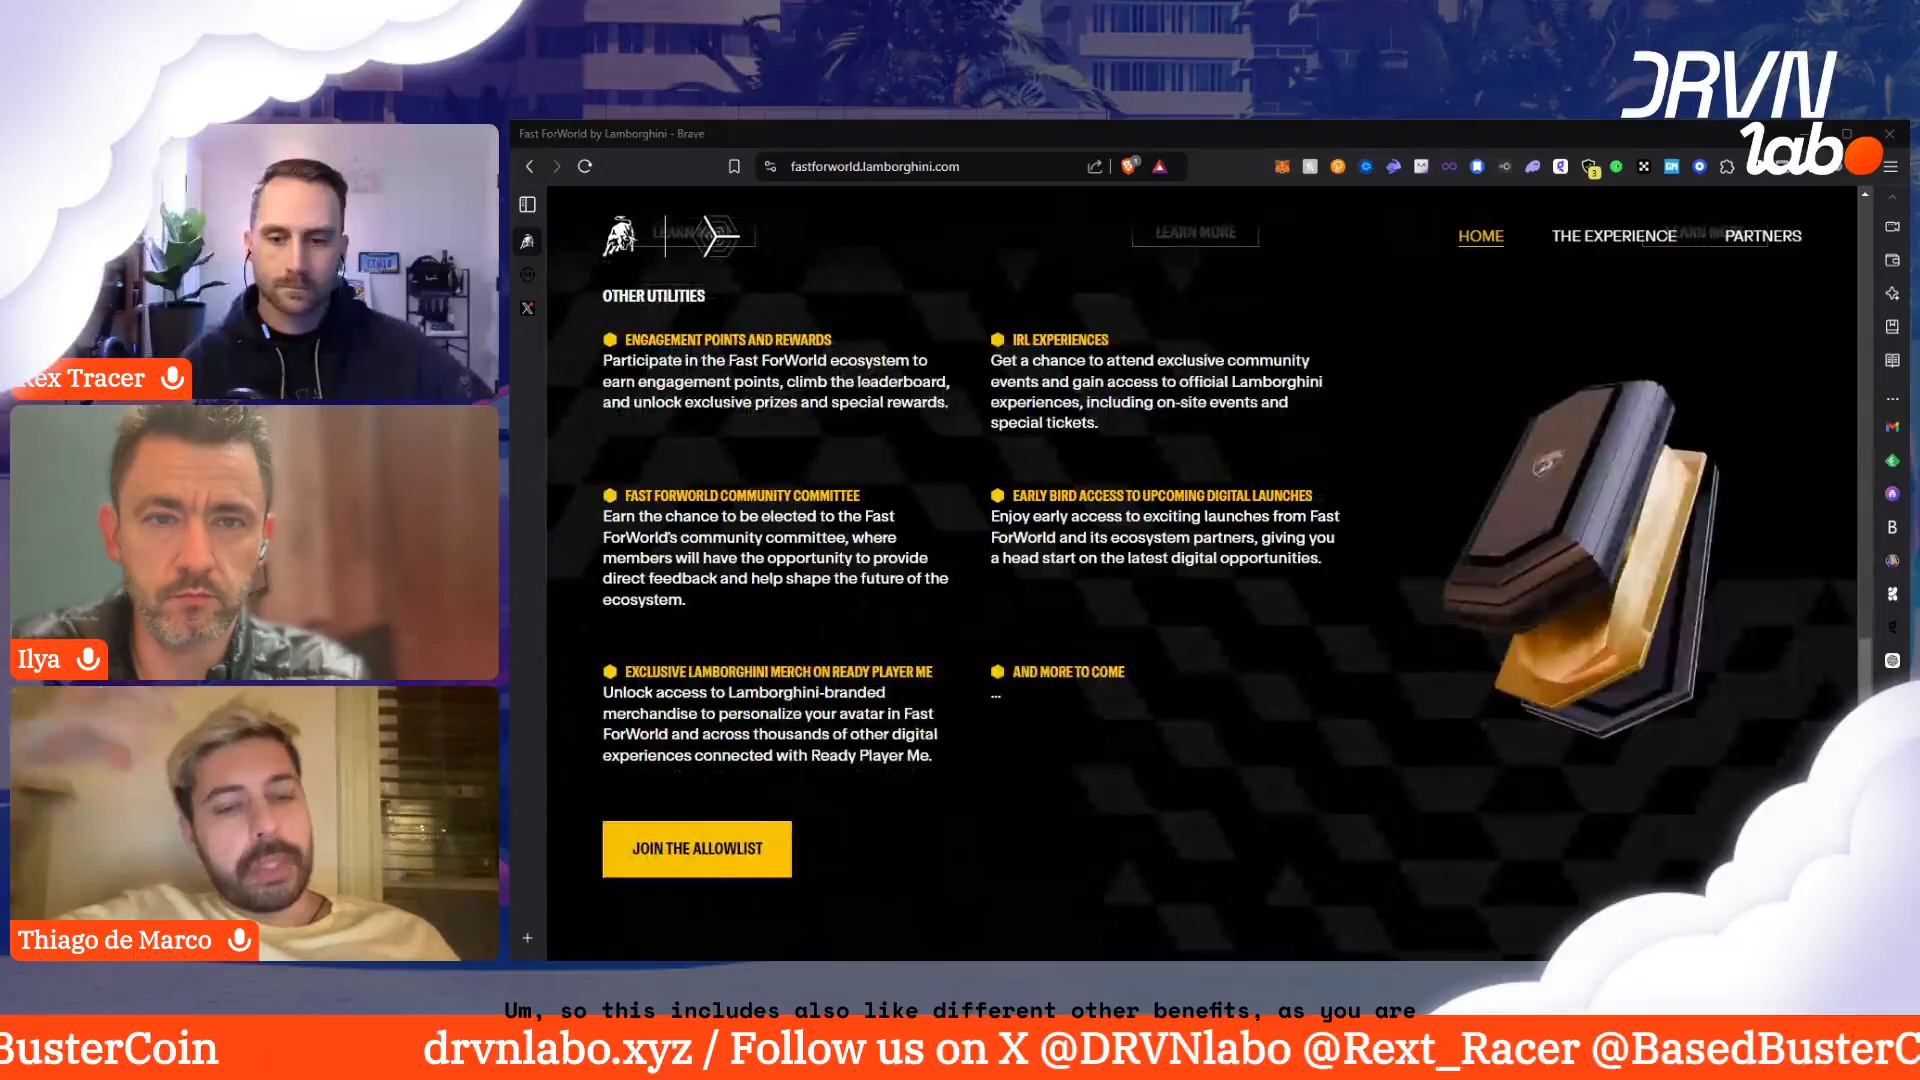 DRVN
labo
Fast ForWorld by Lamborghini - Brave
fastforworld.lamborghini.com
LEARN MORE
HOME
THE EXPERIENCE
PARTNERS
OTHER UTILITIES
ENGAGEMENT POINTS AND REWARDS
Participate in the Fast ForWorld ecosystem to
earn engagement points, climb the leaderboard,
and unlock exclusive prizes and special rewards.
IRL EXPERIENCES
Get a chance to attend exclusive community
events and gain access to official Lamborghini
experiences, including on-site events and
special tickets.
FAST FORWORLD COMMUNITY COMMITTEE
Earn the chance to be elected to the Fast
ForWorld's community committee, where
members will have the opportunity to provide
direct feedback and help shape the future of the
ecosystem.
EARLY BIRD ACCESS TO UPCOMING DIGITAL LAUNCHES
Enjoy early access to exciting launches from Fast
ForWorld and its ecosystem partners, giving you
a head start on the latest digital opportunities.
EXCLUSIVE LAMBORGHINI MERCH ON READY PLAYER ME
Unlock access to Lamborghini-branded
merchandise to personalize your avatar in Fast
ForWorld and across thousands of other digital
experiences connected with Ready Player Me.
AND MORE TO COME
...
JOIN THE ALLOWLIST
Rex Tracer
Ilya
Thiago de Marco
Um, so this includes also like different other benefits, as you are
BusterCoin drvnlabo.xyz / Follow us on X @DRVNlabo @Rext_Racer @BasedBusterC